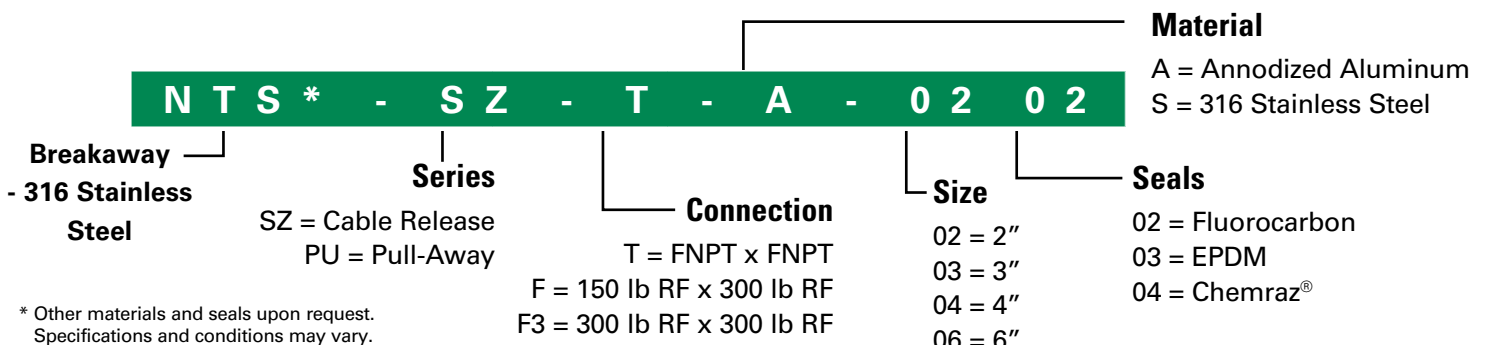 Material
A = Annodized Aluminum
S = 316 Stainless Steel
N T S * - S Z - T - A - 0 2 0 2
Breakaway
- 316 Stainless
Steel
Series
SZ = Cable Release
PU = Pull-Away
Connection
T = FNPT x FNPT
F = 150 lb RF x 300 lb RF
F3 = 300 lb RF x 300 lb RF
Size
02 = 2″
03 = 3″
04 = 4″
06 = 6″
Seals
02 = Fluorocarbon
03 = EPDM
04 = Chemraz®
* Other materials and seals upon request.
Specifications and conditions may vary.